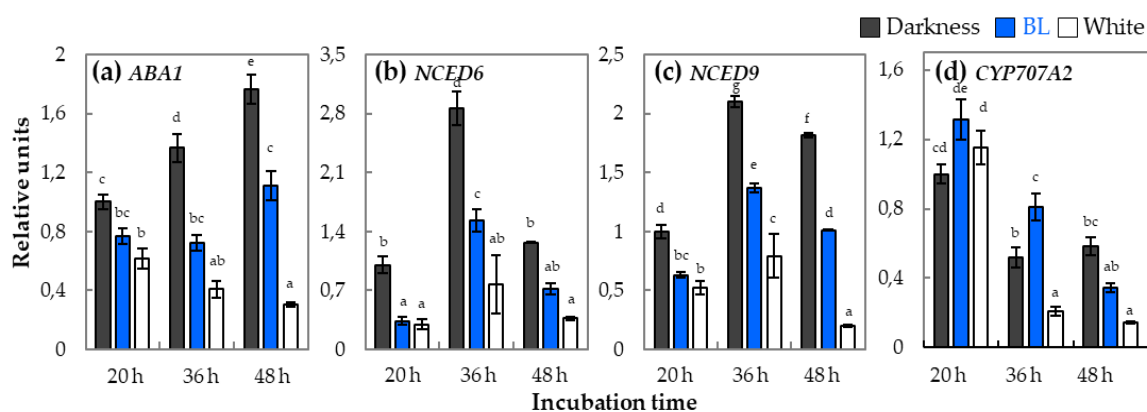 Darkness BL White
Relative units
(a) ABA1
2
1,6
1,2
0,8
0,4
0
c
bc
b
d
bc
ab
e
c
a
20 h 36 h 48 h
(b) NCED6
3,5
2,8
2,1
1,4
0,7
0
b
a
a
d
c
ab
b
ab
a
20 h 36 h 48 h
(c) NCED9
2,5
2
1,5
1
0,5
0
d
bc
b
g
e
c
f
d
a
20 h 36 h 48 h
(d) CYP707A2
1,6
1,2
0,8
0,4
0
cd
de
d
b
c
a
bc
ab
a
20 h 36 h 48 h
Incubation time